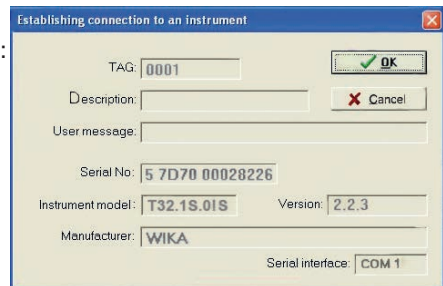 Establishing connection to an instrument
:
TAG: 0001
OK
Description:
Cancel
User message:
Serial No: 5 7D70 00028226
Instrument model: T32.1S.0IS Version: 2.2.3
Manufacturer: WIKA
Serial interface: COM 1